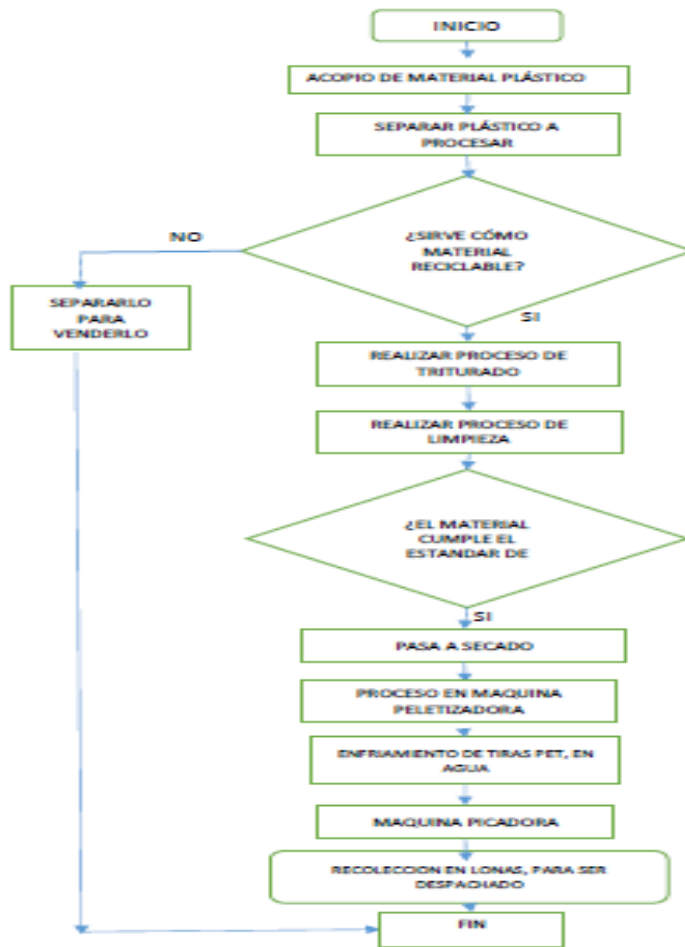 INICIO
ACOPIO DE MATERIAL PLÁSTICO
SEPARAR PLÁSTICO A
PROCESAR
¿SIRVE CÓMO
MATERIAL
RECICLABLE?
NO
SEPARARLO
PARA
VENDERLO
SI
REALIZAR PROCESO DE
TRITURADO
REALIZAR PROCESO DE
LIMPIEZA
¿EL MATERIAL
CUMPLE EL
ESTANDAR DE
SI
PASA A SECADO
PROCESO EN MAQUINA
PELETIZADORA
ENFRIAMIENTO DE TIRAS PET, EN
AGUA
MAQUINA PICADORA
RECOLECCION EN LONAS, PARA SER
DESPACHADO
FIN